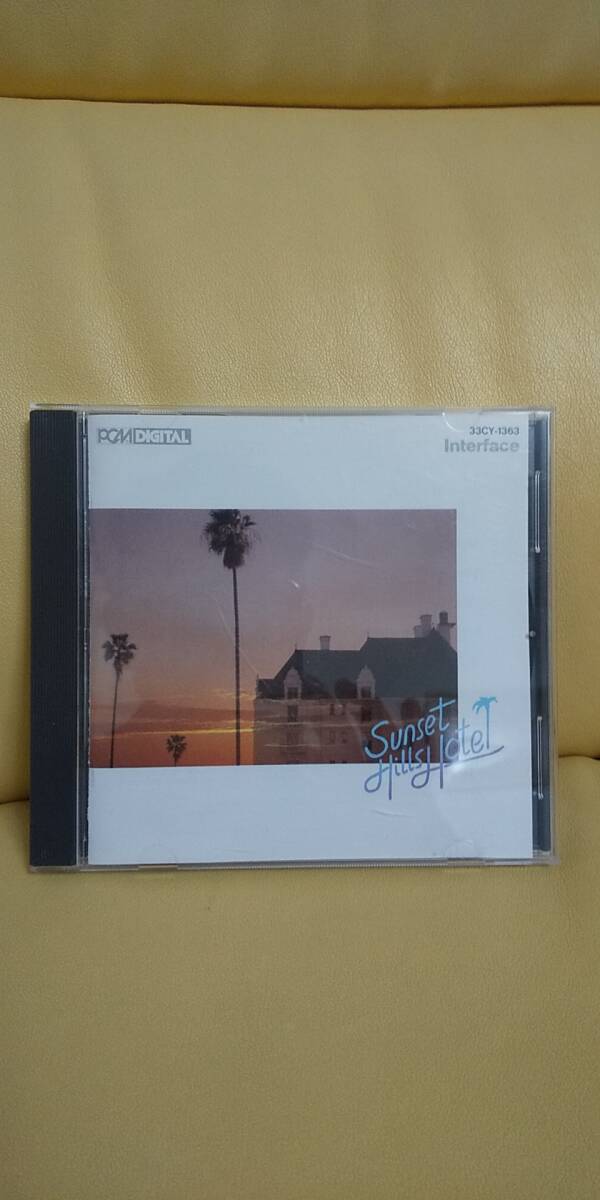 PCM DIGITAL
33CY-1363
Interface
Sunset
Hills Hotel